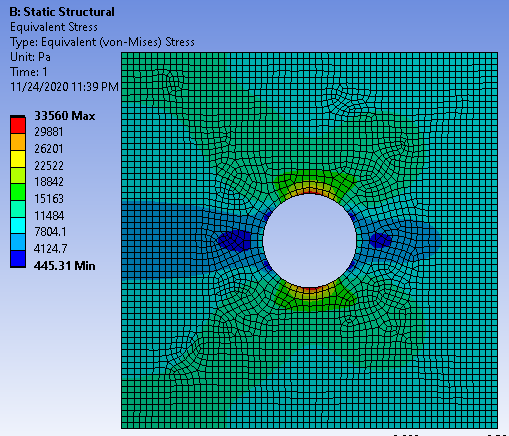 B: Static Structural
Equivalent Stress
Type: Equivalent (von-Mises) Stress
Unit: Pa
Time: 1
11/24/2020 11:39 PM
33560 Max
29881
26201
22522
18842
15163
11484
7804.1
4124.7
445.31 Min